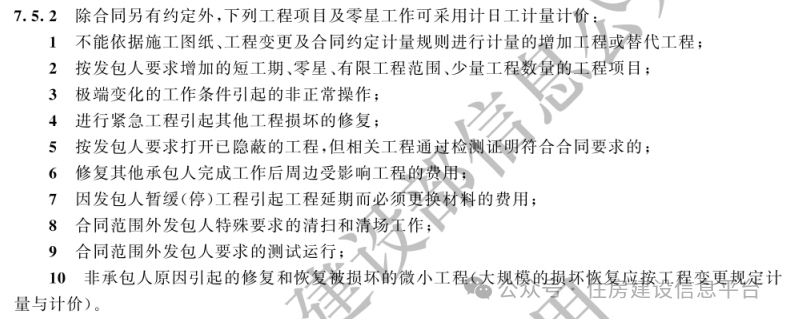 7.5.2 除合同另有约定外,下列工程项目及零星工作可采用计日工计量计价:
1 不能依据施工图纸、工程变更及合同约定计量规则进行计量的增加工程或替代工程;
2 按发包人要求增加的短工期、零星、有限工程范围、少量工程数量的工程项目;
3 极端变化的工作条件引起的非正常操作;
4 进行紧急工程引起其他工程损坏的修复;
5 按发包人要求打开已隐蔽的工程,但相关工程通过检测证明符合合同要求的;
6 修复其他承包人完成工作后周边受影响工程的费用;
7 因发包人暂缓(停)工程引起工程延期而必须更换材料的费用;
8 合同范围外发包人特殊要求的清扫和清场工作;
9 合同范围外发包人要求的测试运行;
10 非承包人原因引起的修复和恢复被损坏的微小工程(大规模的损坏恢复应按工程变更规定计
量与计价)。
建设部信息公
公众号·住房建设信息平台
用